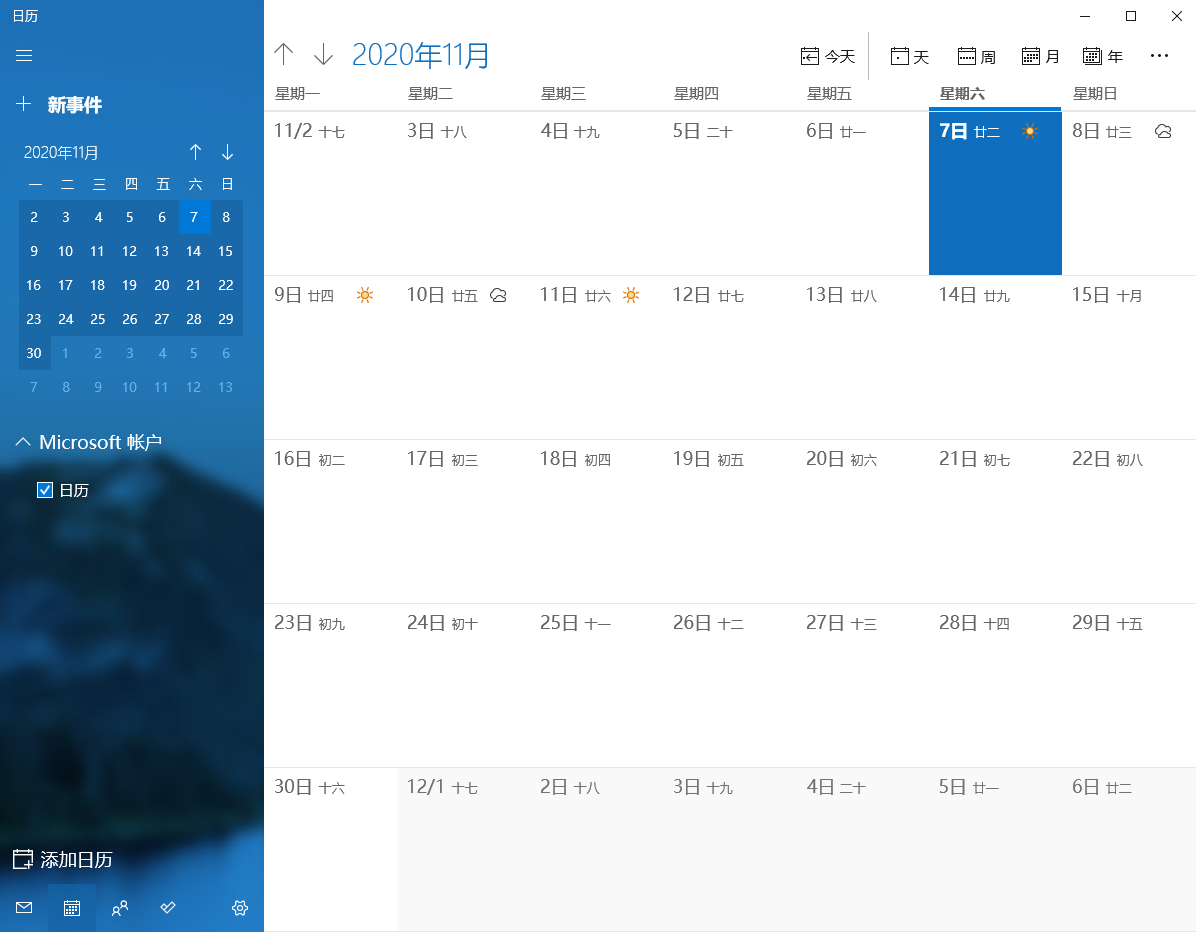 日历
新事件
2020年11月
一 二 三 四 五 六 日
2 3 4 5 6 7 8
9 10 11 12 13 14 15
16 17 18 19 20 21 22
23 24 25 26 27 28 29
30 1 2 3 4 5 6
7 8 9 10 11 12 13
Microsoft 帐户
日历
添加日历
2020年11月 今天 天 周 月 年 ···
星期一 星期二 星期三 星期四 星期五 星期六 星期日
11/2 十七 3日 十八 4日 十九 5日 二十 6日 廿一 7日 廿二 8日 廿三
9日 廿四 10日 廿五 11日 廿六 12日 廿七 13日 廿八 14日 廿九 15日 十月
16日 初二 17日 初三 18日 初四 19日 初五 20日 初六 21日 初七 22日 初八
23日 初九 24日 初十 25日 十一 26日 十二 27日 十三 28日 十四 29日 十五
30日 十六 12/1 十七 2日 十八 3日 十九 4日 二十 5日 廿一 6日 廿二